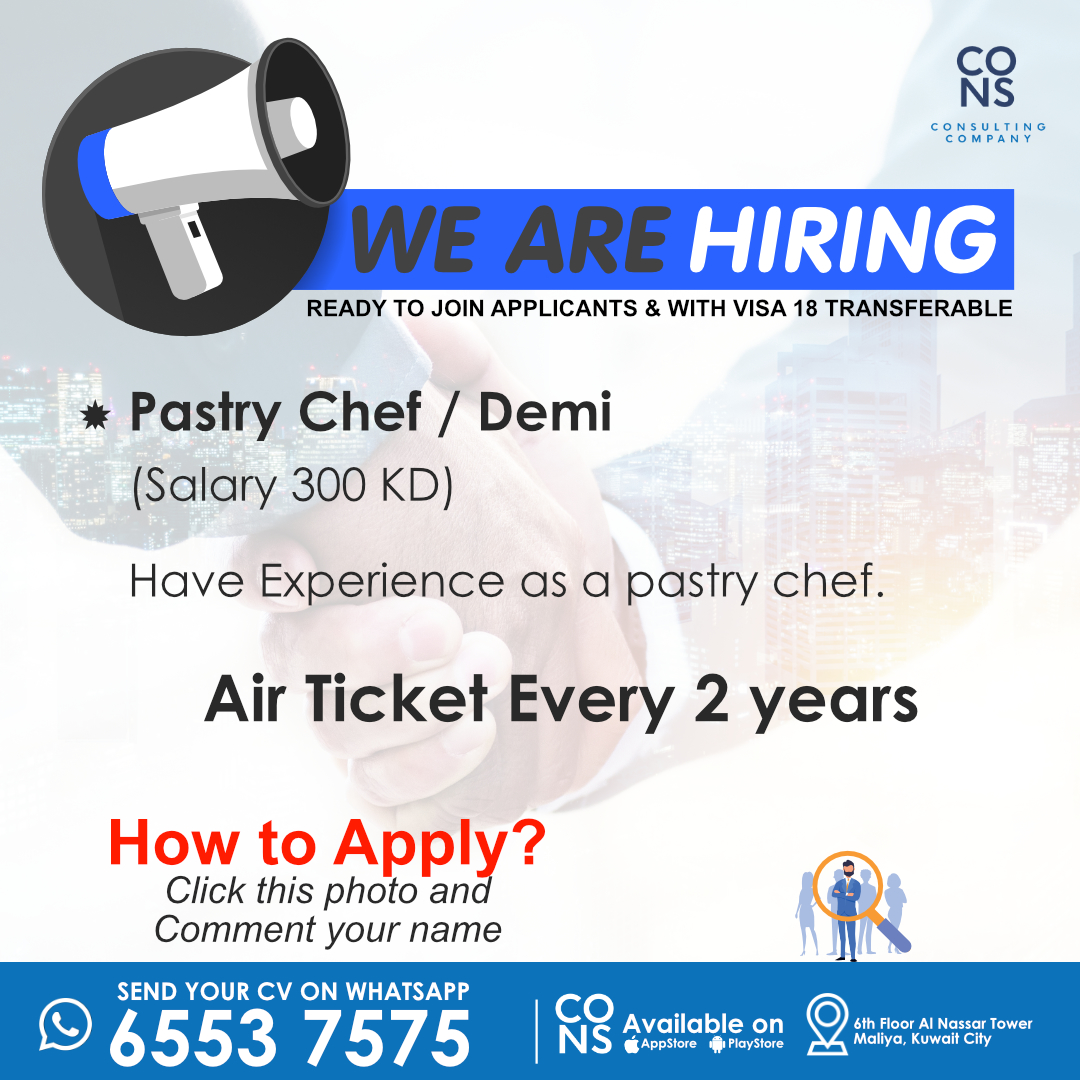 CO
NS
CONSULTING
COMPANY
WE ARE HIRING
READY TO JOIN APPLICANTS & WITH VISA 18 TRANSFERABLE
Pastry Chef / Demi
(Salary 300 KD)
Have Experience as a pastry chef.
Air Ticket Every 2 years
How to Apply?
Click this photo and
Comment your name
SEND YOUR CV ON WHATSAPP
6553 7575
CO
NS
Available on
AppStore PlayStore
6th Floor Al Nassar Tower
Maliya, Kuwait City